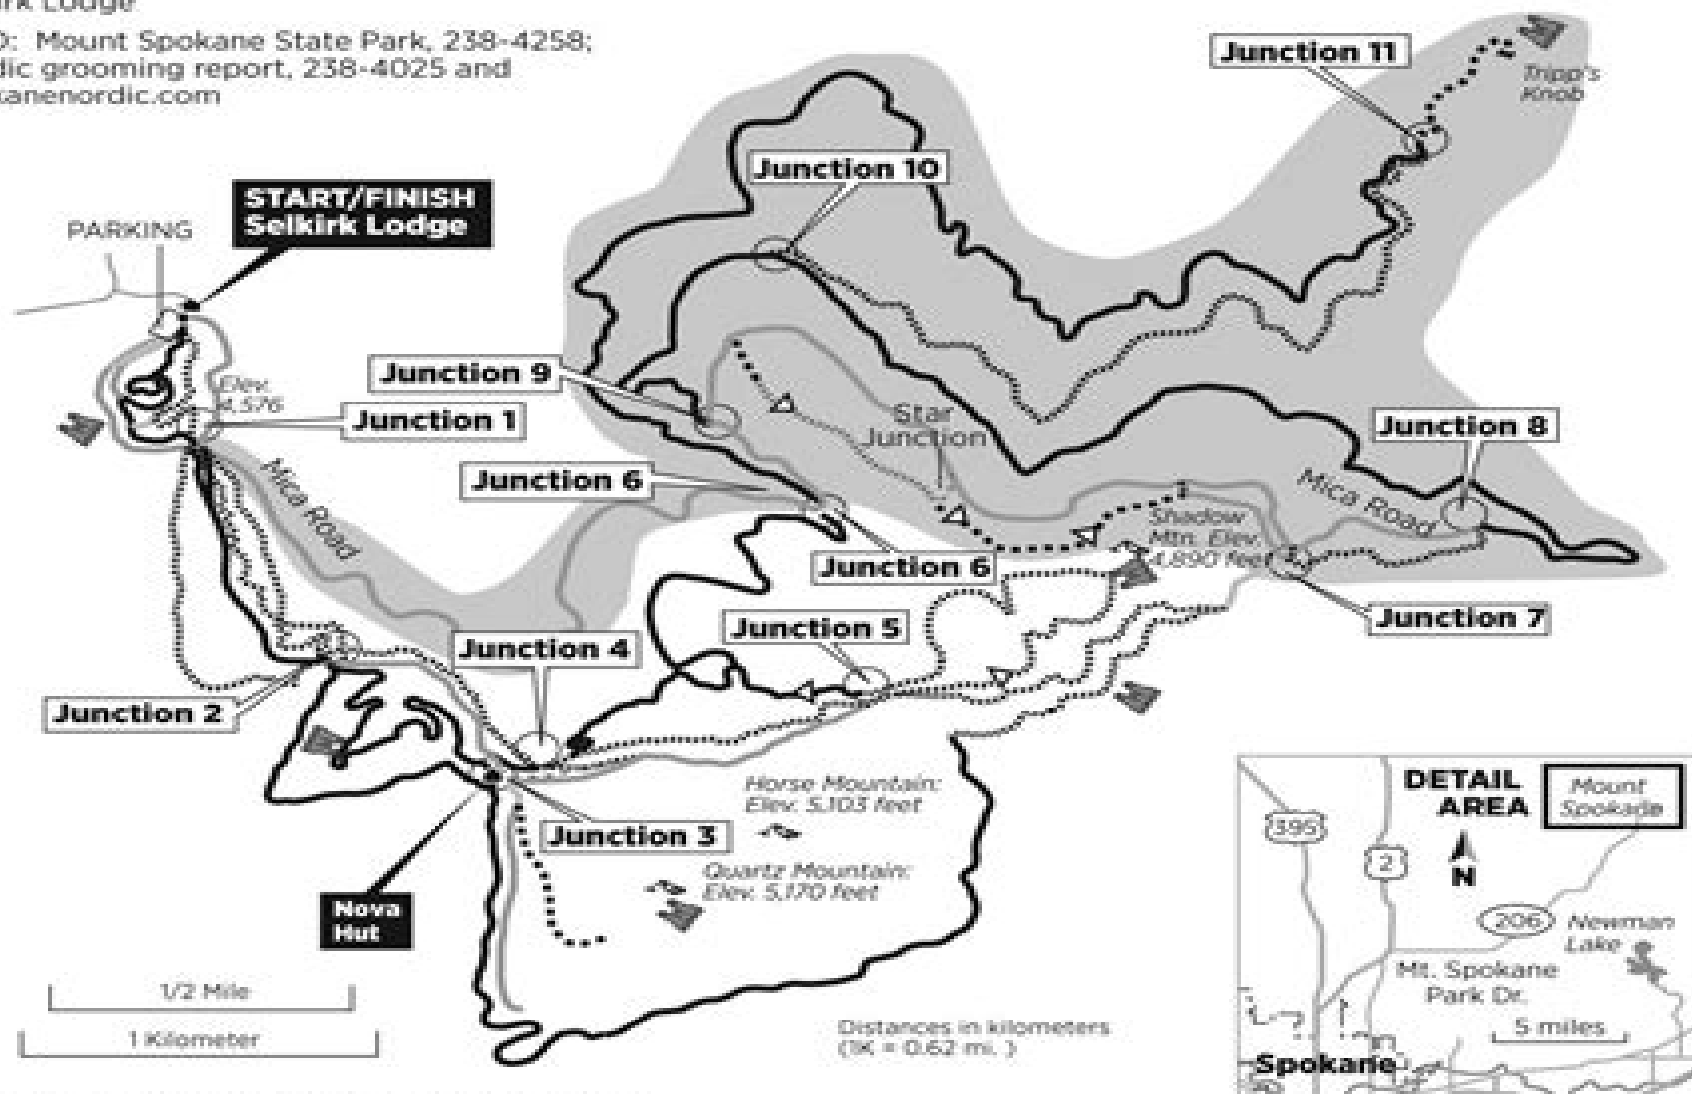 rk Lodge
O: Mount Spokane State Park, 238-4258;
dic grooming report, 238-4025 and
kanenordic.com
START/FINISH
Selkirk Lodge
PARKING
Elev.
4,576
Junction 1
Mica Road
Junction 2
Junction 9
Junction 6
Junction 10
Junction 11
Tripp's
Knob
Star
Junction
Junction 8
Mica Road
Shadow
Mtn. Elev.
4,890 feet
Junction 7
Junction 6
Junction 5
Junction 4
Junction 3
Nova
Hut
Horse Mountain:
Elev. 5,103 feet
Quartz Mountain:
Elev. 5,170 feet
1/2 Mile
1 Kilometer
Distances in kilometers
(1K = 0.62 mi. )
DETAIL
AREA
N
Mount
Spokane
395
2
206
Newman
Lake
Mt. Spokane
Park Dr.
5 miles
Spokane